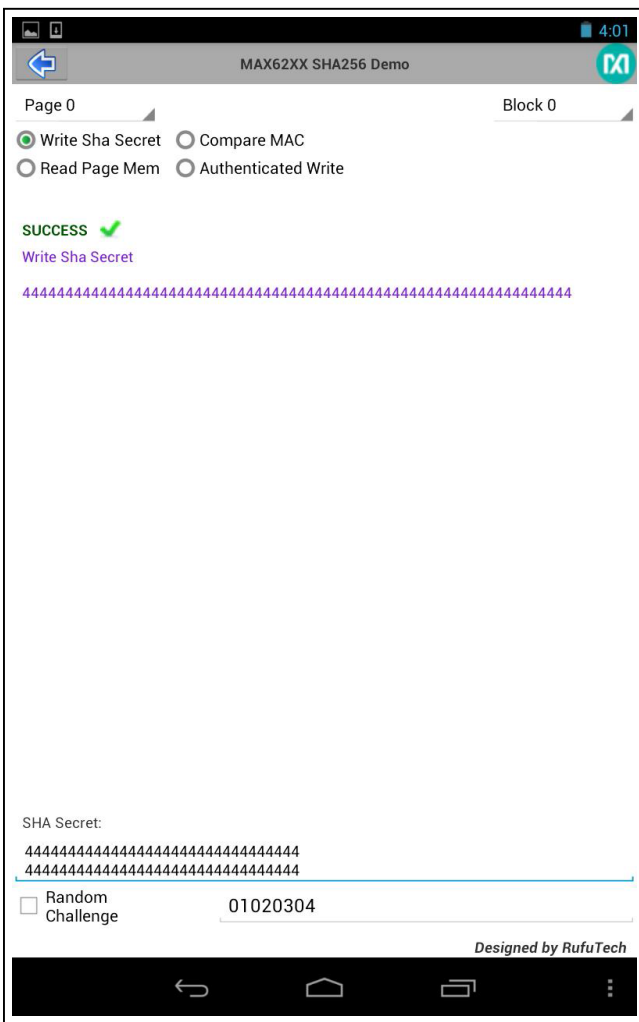 4:01
MAX62XX SHA256 Demo
Page 0 Block 0
Write Sha Secret Compare MAC
Read Page Mem Authenticated Write
SUCCESS
Write Sha Secret
4444444444444444444444444444444444444444444444444444444444444444
SHA Secret:
44444444444444444444444444444444
44444444444444444444444444444444
Random
Challenge
01020304
Designed by RufuTech